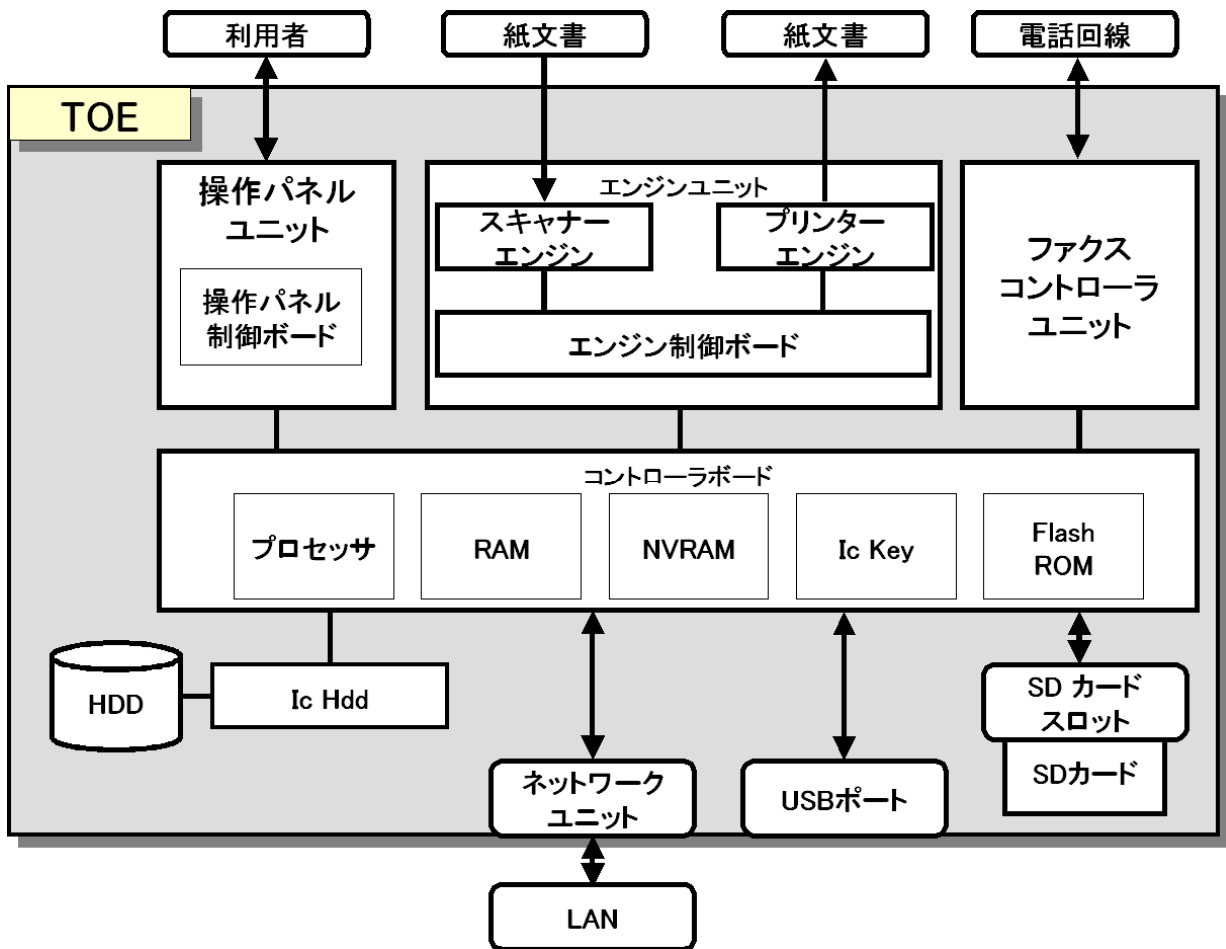 利用者
紙文書
紙文書
電話回線
TOE
操作パネル
ユニット
操作パネル
制御ボード
エンジンユニット
スキャナー
エンジン
プリンター
エンジン
エンジン制御ボード
ファクス
コントローラ
ユニット
コントローラボード
プロセッサ
RAM
NVRAM
Ic Key
Flash
ROM
HDD
Ic Hdd
SD カード
スロット
SDカード
ネットワーク
ユニット
USBポート
LAN